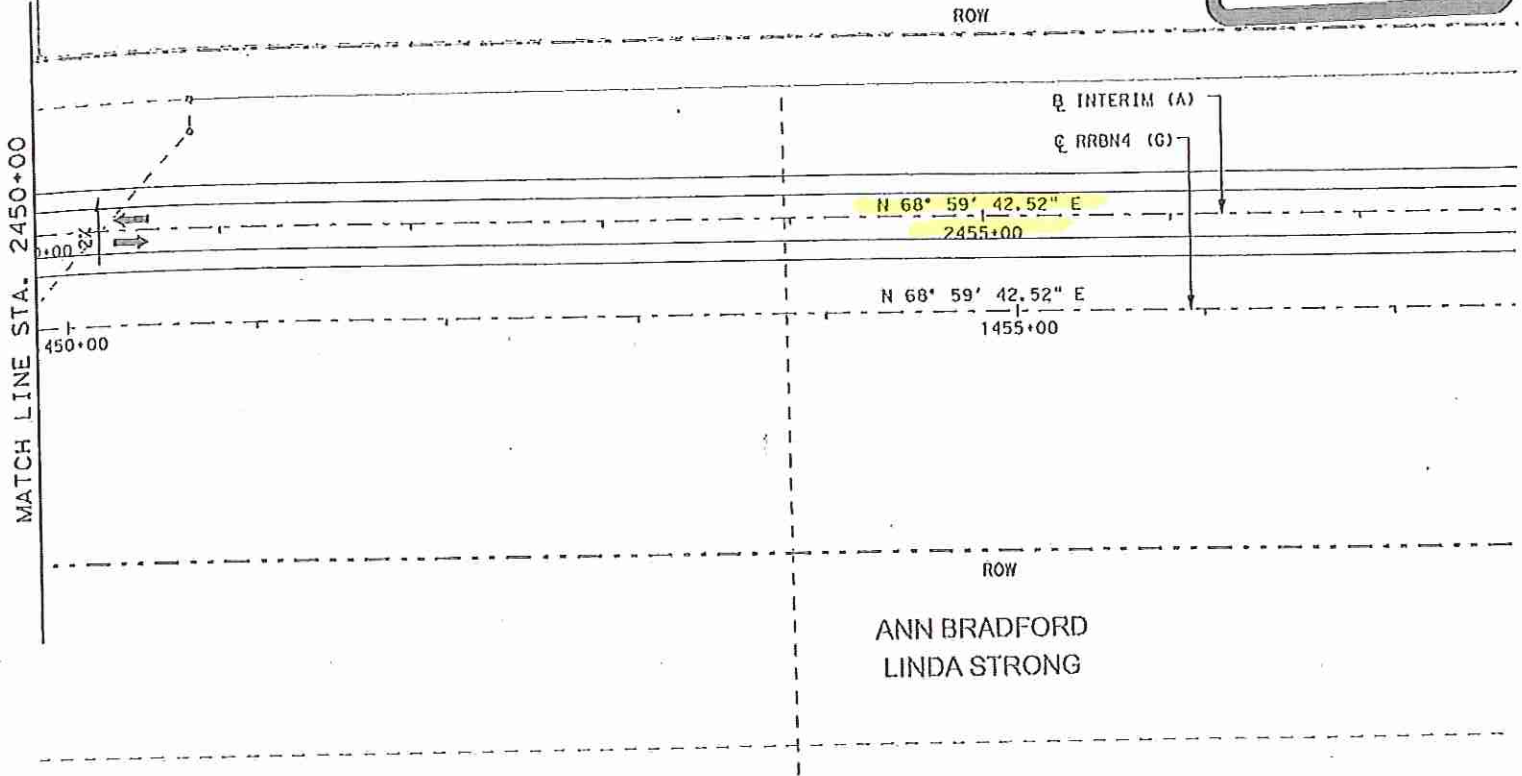 ROW
MATCH LINE STA. 2450+00
℄ RRBN4 (G)
INTERIM (A)
N 68° 59' 42.52" E
2455+00
+00
N 68° 59' 42.52" E
450+00
1455+00
ROW
ANN BRADFORD
LINDA STRONG